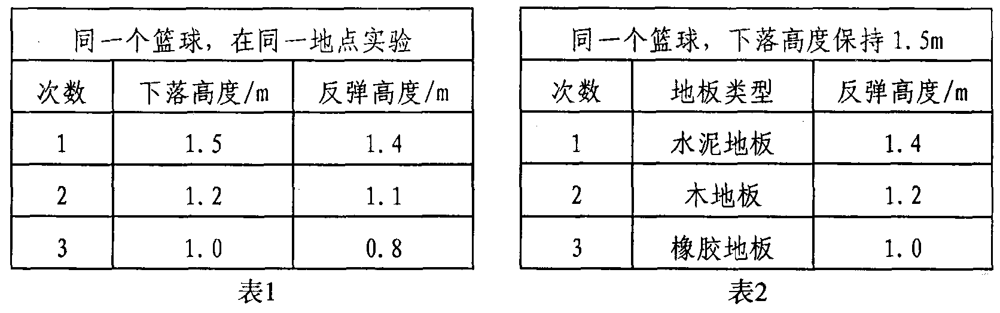 同一个篮球，在同一地点实验
次数 下落高度/m 反弹高度/m
1 1.5 1.4
2 1.2 1.1
3 1.0 0.8
表1
同一个篮球，下落高度保持1.5m
次数 地板类型 反弹高度/m
1 水泥地板 1.4
2 木地板 1.2
3 橡胶地板 1.0
表2